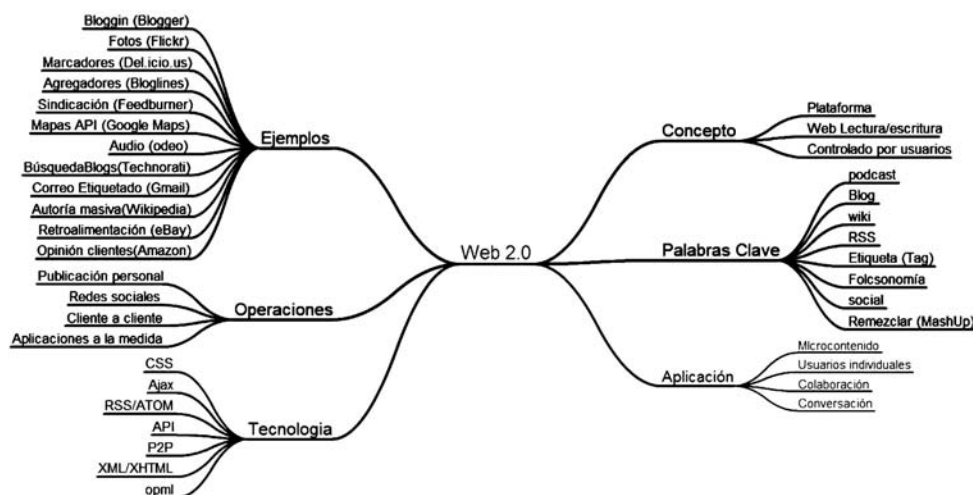 Bloggin (Blogger)
Fotos (Flickr)
Marcadores (Del.icio.us)
Agregadores (Bloglines)
Sindicación (Feedburner)
Mapas API (Google Maps)
Audio (odeo)
BúsquedaBlogs(Technorati)
Correo Etiquetado (Gmail)
Autoría masiva(Wikipedia)
Retroalimentación (eBay)
Opinión clientes(Amazon)
Ejemplos
Publicación personal
Redes sociales
Cliente a cliente
Aplicaciones a la medida
Operaciones
CSS
Ajax
RSS/ATOM
API
P2P
XML/XHTML
opml
Tecnologia
Web 2.0
Concepto
Plataforma
Web Lectura/escritura
Controlado por usuarios
Palabras Clave
podcast
Blog
wiki
RSS
Etiqueta (Tag)
Folcsonomía
social
Remezclar (MashUp)
Aplicación
Microcontenido
Usuarios individuales
Colaboración
Conversación